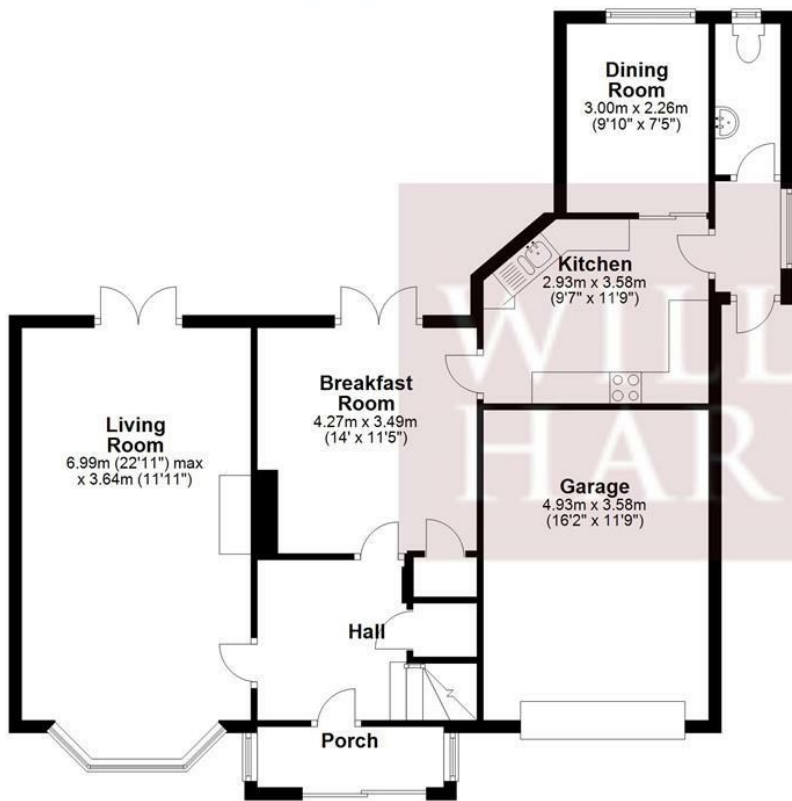 Dining
Room
3.00m x 2.26m
(9'10" x 7'5")
Kitchen
2.93m x 3.58m
(9'7" x 11'9")
Breakfast
Room
4.27m x 3.49m
(14' x 11'5")
Living
Room
6.99m (22'11") max
x 3.64m (11'11")
Garage
4.93m x 3.58m
(16'2" x 11'9")
Hall
Porch
WILL
HAR